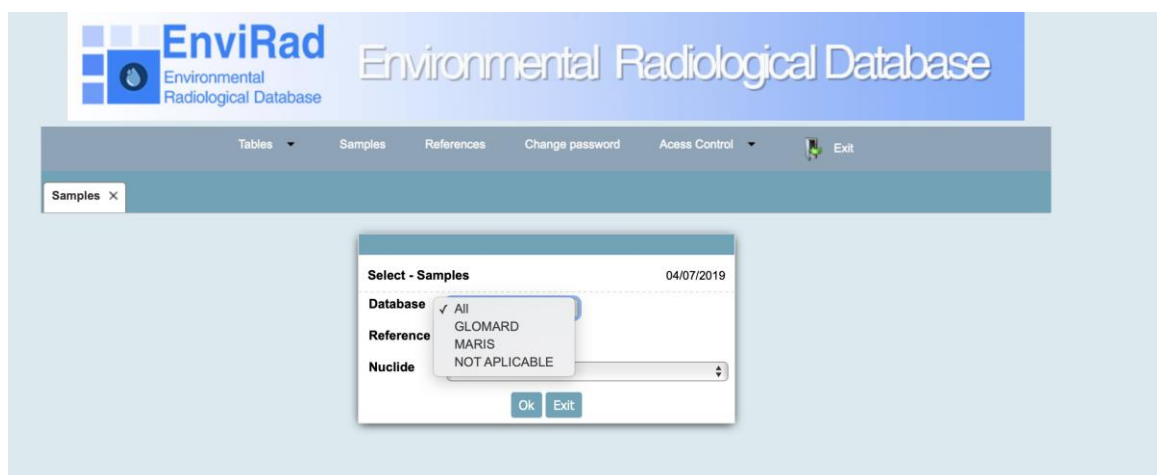 EnviRad
Environmental
Radiological Database
Environmental Radiological Database
Tables Samples References Change password Acess Control Exit
Samples ×
Select - Samples 04/07/2019
Database ✓ All
GLOMARD
Reference MARIS
Nuclide NOT APLICABLE
Ok Exit